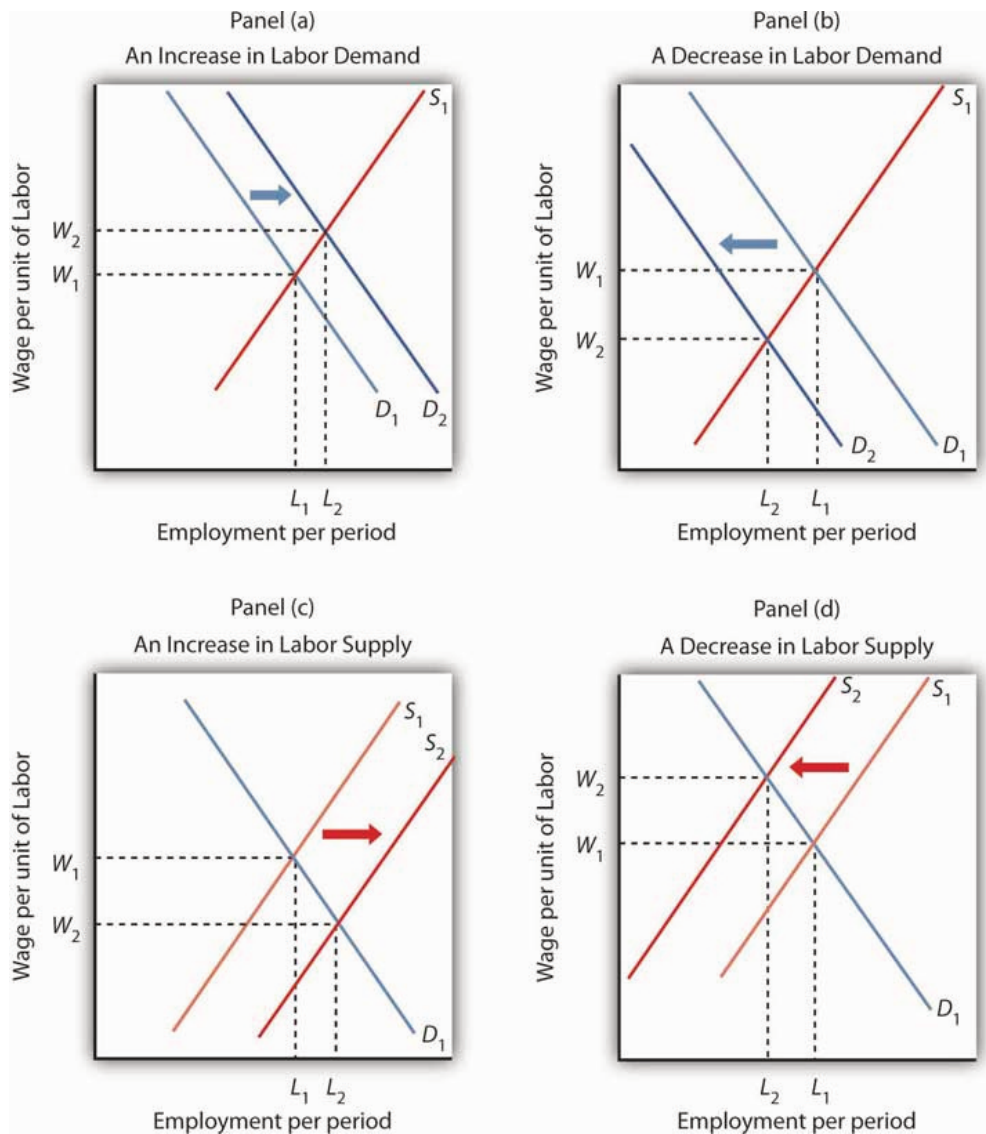 Panel (a)
An Increase in Labor Demand
Wage per unit of Labor
S1
W2
W1
D1
D2
L1
L2
Employment per period
Panel (b)
A Decrease in Labor Demand
Wage per unit of Labor
S1
W1
W2
D2
D1
L2
L1
Employment per period
Panel (c)
An Increase in Labor Supply
Wage per unit of Labor
S1
S2
W1
W2
D1
L1
L2
Employment per period
Panel (d)
A Decrease in Labor Supply
Wage per unit of Labor
S2
S1
W2
W1
D1
L2
L1
Employment per period